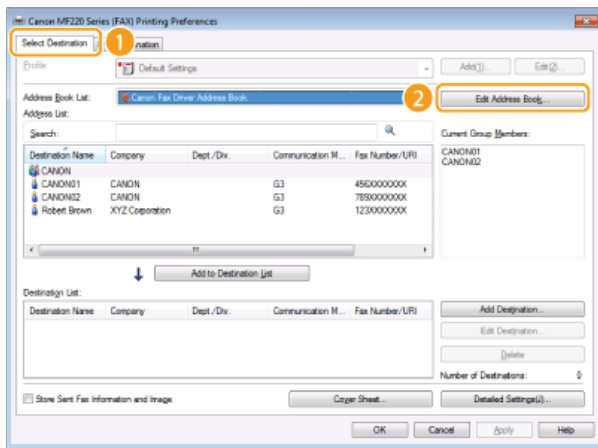 Canon MF220 Series (FAX) Printing Preferences
Select Destination 1 mation
Profile Default Settings Add(1)... Edit(2)...
Address Book List: Canon Fax Driver Address Book 2 Edit Address Book...
Address List:
Search: Current Group Members:
Destination Name Company Dept./Div. Communication M... Fax Number/URI CANON01
CANON CANON02
CANON01 CANON G3 456XXXXXXX
CANON02 CANON G3 789XXXXXXX
Robert Brown XYZ Corporation G3 123XXXXXXX
Add to Destination List
Destination List:
Destination Name Company Dept./Div. Communication M... Fax Number/URI Add Destination...
Edit Destination...
Delete
Number of Destinations: 0
Store Sent Fax Information and Image Cover Sheet... Detailed Settings(J)...
OK Cancel Apply Help